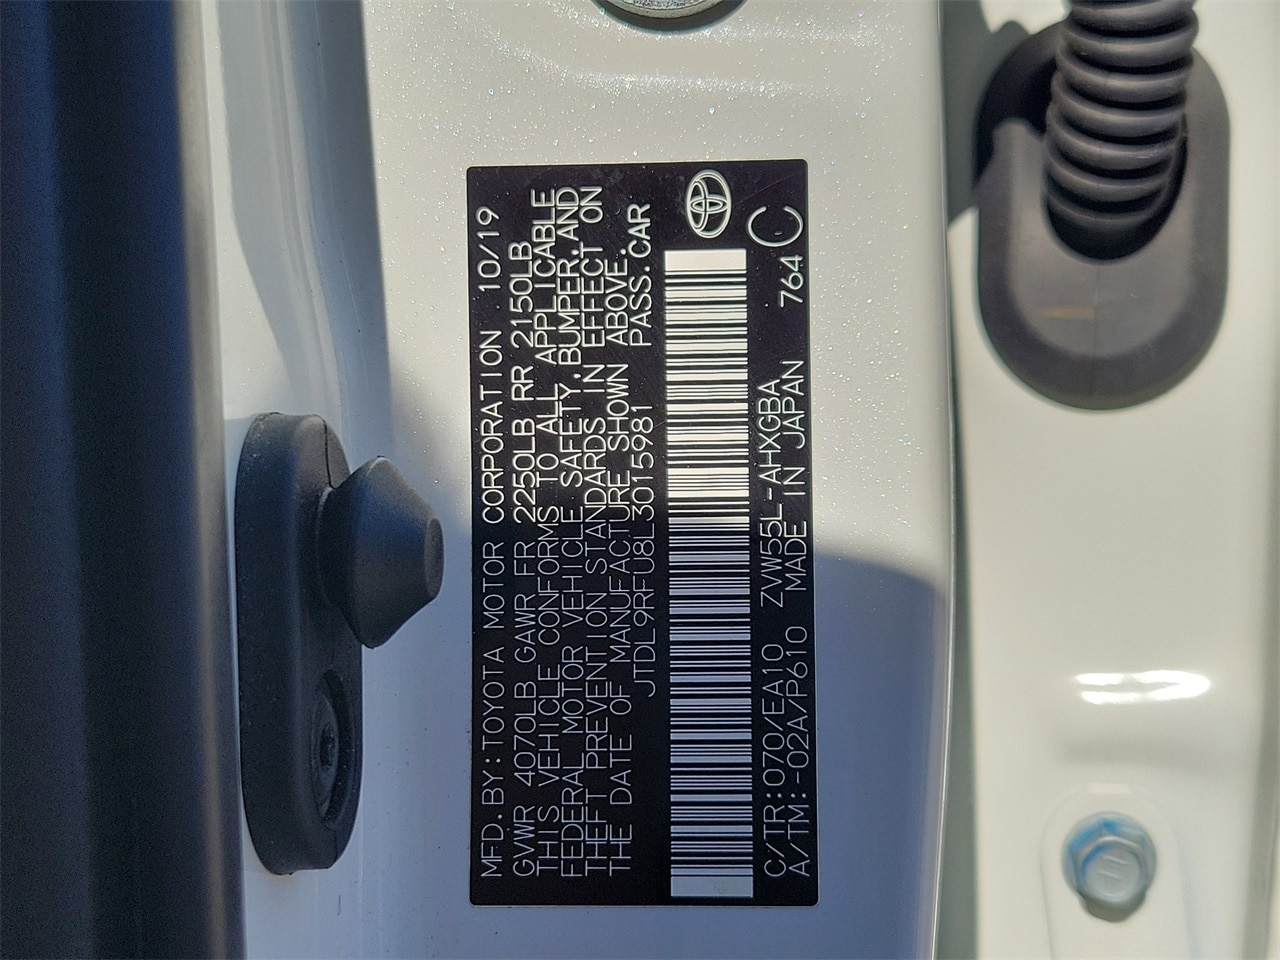 MFD.BY:TOYOTA MOTOR CORPORATION 10/19
GVWR 4070LB GAWR FR 2250LB RR 2150LB
THIS VEHICLE CONFORMS TO ALL APPLICABLE
FEDERAL MOTOR VEHICLE SAFETY,BUMPER,AND
THEFT PREVENTION STANDARDS IN EFFECT ON
THE DATE OF MANUFACTURE SHOWN ABOVE.
JTDL9RFU8L3015981 PASS.CAR
C/TR:070/EA10 ZVW55L-AHXGBA
A/TM:-02A/P610 MADE IN JAPAN 764 C